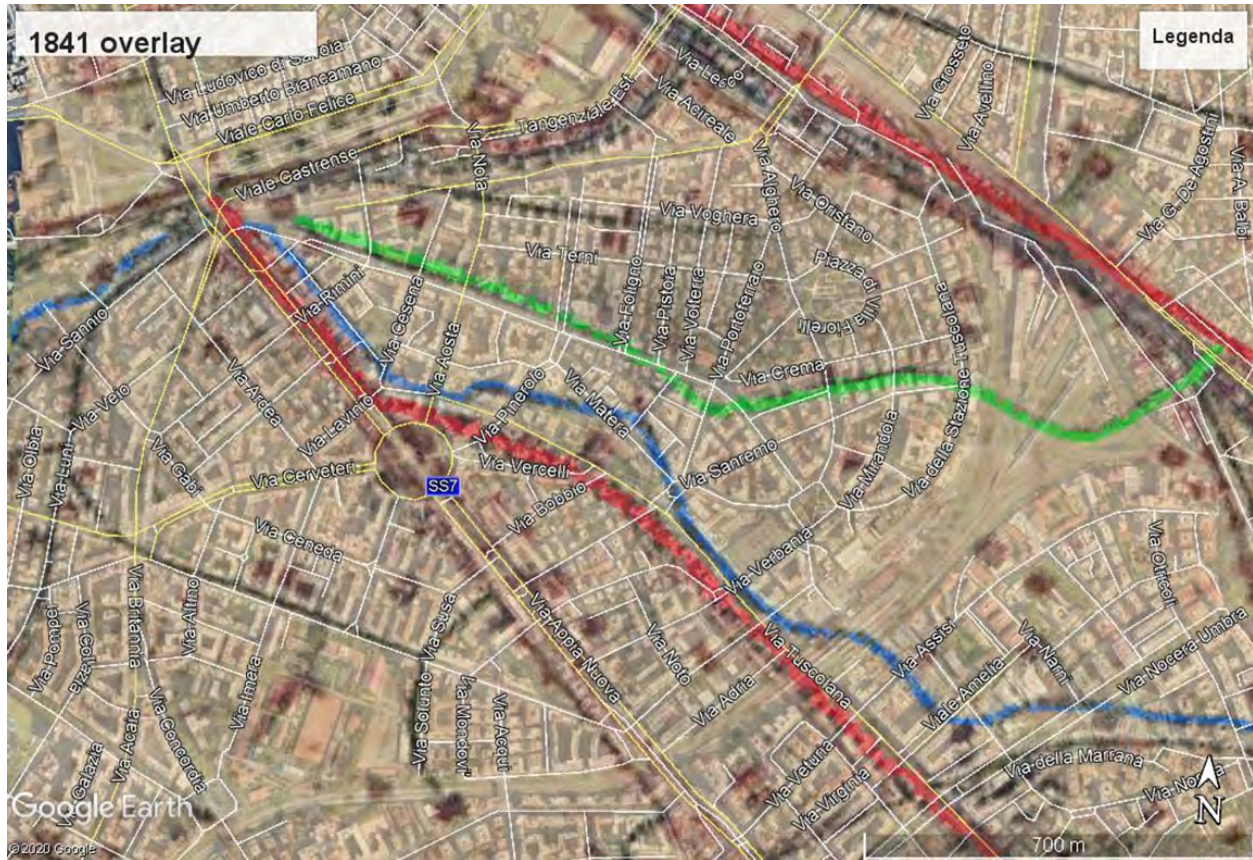 1841 overlay
Legenda
Via Ludovico di Savoia
Via Umberto Biancamano
Viale Carlo Felice
Viale Castrense
Tangenziale Est
Via Nola
Via Lecco
Via Acireale
Via Grosseto
Via Avellino
Via G. De Agostini
Via A. Balbi
Via Alghero
Via Oristano
Via Voghera
Via Terni
Piazza di Villa Fiorelli
Via Sannio
Via Rimini
Via Cesena
Via Aosta
Via Foligno
Via Pistoia
Via Volterra
Via Portoferraio
Via Crema
Via della Stazione Tuscolana
Via Veio
Via Ardea
Via Lavinio
Via Pinerolo
Via Matera
Via Sanremo
Via Mirandola
Via Olbia
Via Luni
Via Gabi
Via Cerveteri
SS7
Via Vercelli
Via Bobbio
Via Ceneda
Via Verbania
Via Otricoli
Via Pompei
Via Collazia
Via Britannia
Via Altino
Via Susa
Via Appia Nuova
Via Noto
Via Tuscolana
Via Assisi
Via Narni
Via Nocera Umbra
Viale Amelia
Via Imera
Via Solunto
Via Mondovi'
Via Acqui
Via Adria
Via Galazia
Via Acaia
Via Concordia
Via Veturia
Via Virginia
Via della Marrana
N
Google Earth
© 2020 Google
700 m